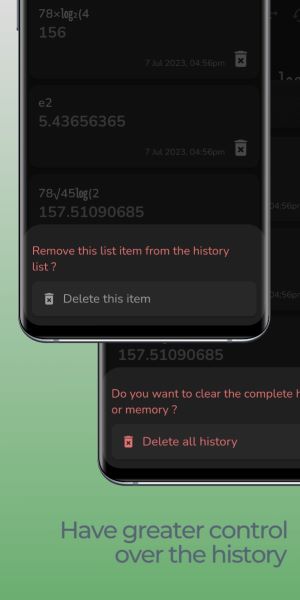 78×log₂(4
156
7 Jul 2023, 04:56pm
e2
5.43656365
7 Jul 2023, 04:56pm
78√/45log(2
157.51090685
Remove this list item from the history
list ?
Delete this item
157.51090685
Do you want to clear the complete
or memory ?
Delete all history
Have greater control
over the history